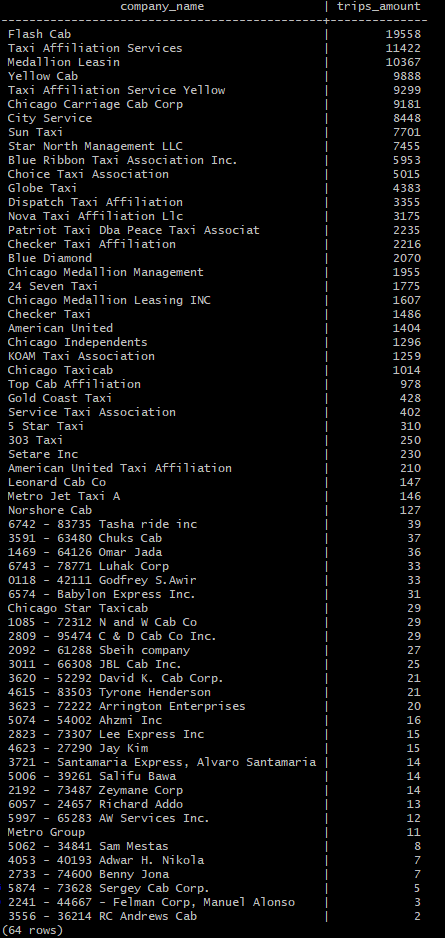 company_name | trips_amount
--------------------------------------------+-------------
Flash Cab | 19558
Taxi Affiliation Services | 11422
Medallion Leasin | 10367
Yellow Cab | 9888
Taxi Affiliation Service Yellow | 9299
Chicago Carriage Cab Corp | 9181
City Service | 8448
Sun Taxi | 7701
Star North Management LLC | 7455
Blue Ribbon Taxi Association Inc. | 5953
Choice Taxi Association | 5015
Globe Taxi | 4383
Dispatch Taxi Affiliation | 3355
Nova Taxi Affiliation Llc | 3175
Patriot Taxi Dba Peace Taxi Associat | 2235
Checker Taxi Affiliation | 2216
Blue Diamond | 2070
Chicago Medallion Management | 1955
24 Seven Taxi | 1775
Chicago Medallion Leasing INC | 1607
Checker Taxi | 1486
American United | 1404
Chicago Independents | 1296
KOAM Taxi Association | 1259
Chicago Taxicab | 1014
Top Cab Affiliation | 978
Gold Coast Taxi | 428
Service Taxi Association | 402
5 Star Taxi | 310
303 Taxi | 250
Setare Inc | 230
American United Taxi Affiliation | 210
Leonard Cab Co | 147
Metro Jet Taxi A | 146
Norshore Cab | 127
6742 - 83735 Tasha ride inc | 39
3591 - 63480 Chuks Cab | 37
1469 - 64126 Omar Jada | 36
6743 - 78771 Luhak Corp | 33
0118 - 42111 Godfrey S.Awir | 33
6574 - Babylon Express Inc. | 31
Chicago Star Taxicab | 29
1085 - 72312 N and W Cab Co | 29
2809 - 95474 C & D Cab Co Inc. | 29
2092 - 61288 Sbeih company | 27
3011 - 66308 JBL Cab Inc. | 25
3620 - 52292 David K. Cab Corp. | 21
4615 - 83503 Tyrone Henderson | 21
3623 - 72222 Arrington Enterprises | 20
5074 - 54002 Ahzmi Inc | 16
2823 - 73307 Lee Express Inc | 15
4623 - 27290 Jay Kim | 15
3721 - Santamaria Express, Alvaro Santamaria | 14
5006 - 39261 Salifu Bawa | 14
2192 - 73487 Zeymane Corp | 14
6057 - 24657 Richard Addo | 13
5997 - 65283 AW Services Inc. | 12
Metro Group | 11
5062 - 34841 Sam Mestas | 8
4053 - 40193 Adwar H. Nikola | 7
2733 - 74600 Benny Jona | 7
5874 - 73628 Sergey Cab Corp. | 5
2241 - 44667 - Felman Corp, Manuel Alonso | 3
3556 - 36214 RC Andrews Cab | 2
(64 rows)